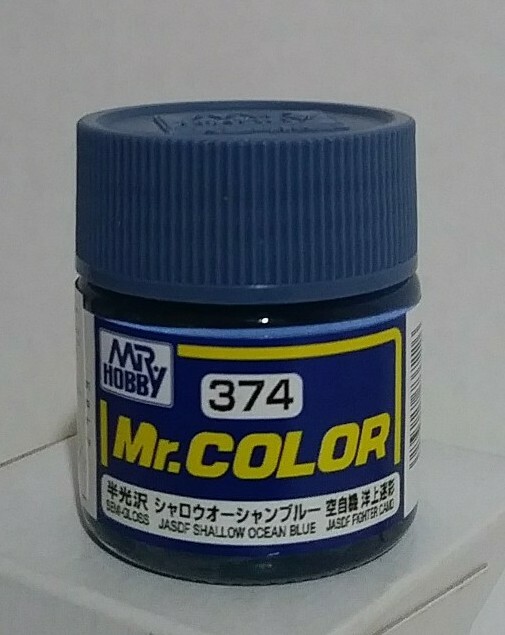 MR.
HOBBY
374
Mr.COLOR
半光沢 シャロウオーシャンブルー 空自機 洋上迷彩
SEMI-GLOSS JASDF SHALLOW OCEAN BLUE JASDF FIGHTER CAMO